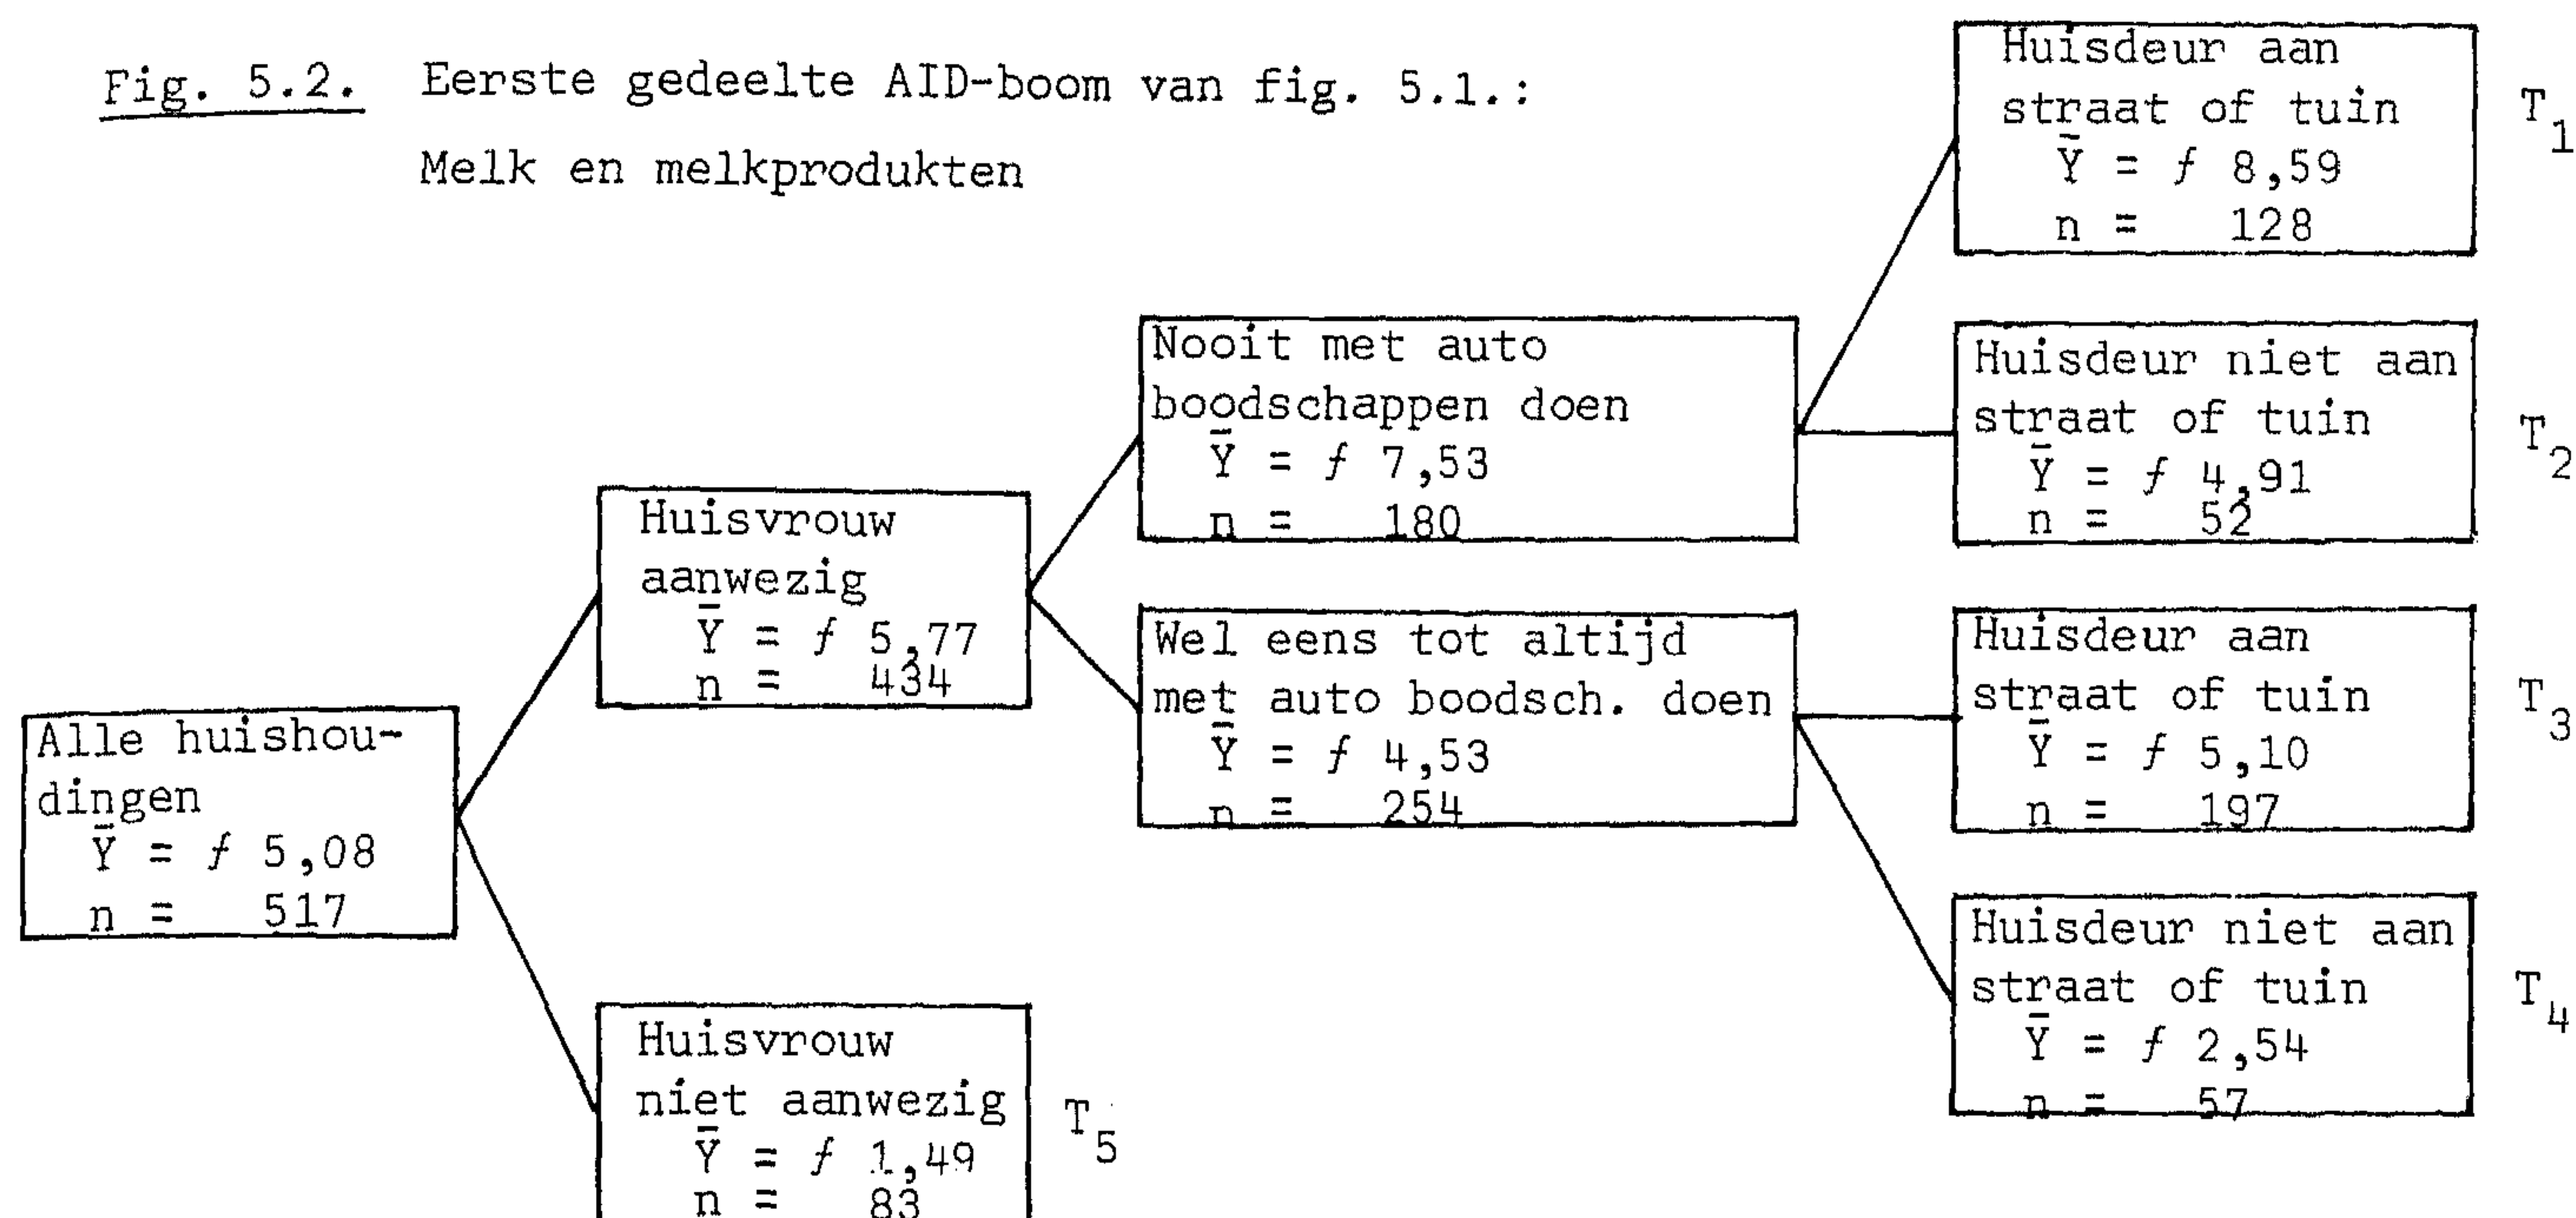 Fig. 5.2. Eerste gedeelte AID-boom van fig. 5.1.:
Melk en melkprodukten
Huisdeur aan
straat of tuin
Ȳ = ƒ 8,59
n = 128
T1
Nooit met auto
boodschappen doen
Ȳ = ƒ 7,53
n = 180
Huisdeur niet aan
straat of tuin
Ȳ = ƒ 4,91
n = 52
T2
Huisvrouw
aanwezig
Ȳ = ƒ 5,77
n = 434
Wel eens tot altijd
met auto boodsch. doen
Ȳ = ƒ 4,53
n = 254
Huisdeur aan
straat of tuin
Ȳ = ƒ 5,10
n = 197
T3
Alle huishou-
dingen
Ȳ = ƒ 5,08
n = 517
Huisdeur niet aan
straat of tuin
Ȳ = ƒ 2,54
n = 57
T4
Huisvrouw
niet aanwezig
Ȳ = ƒ 1,49
n = 83
T5